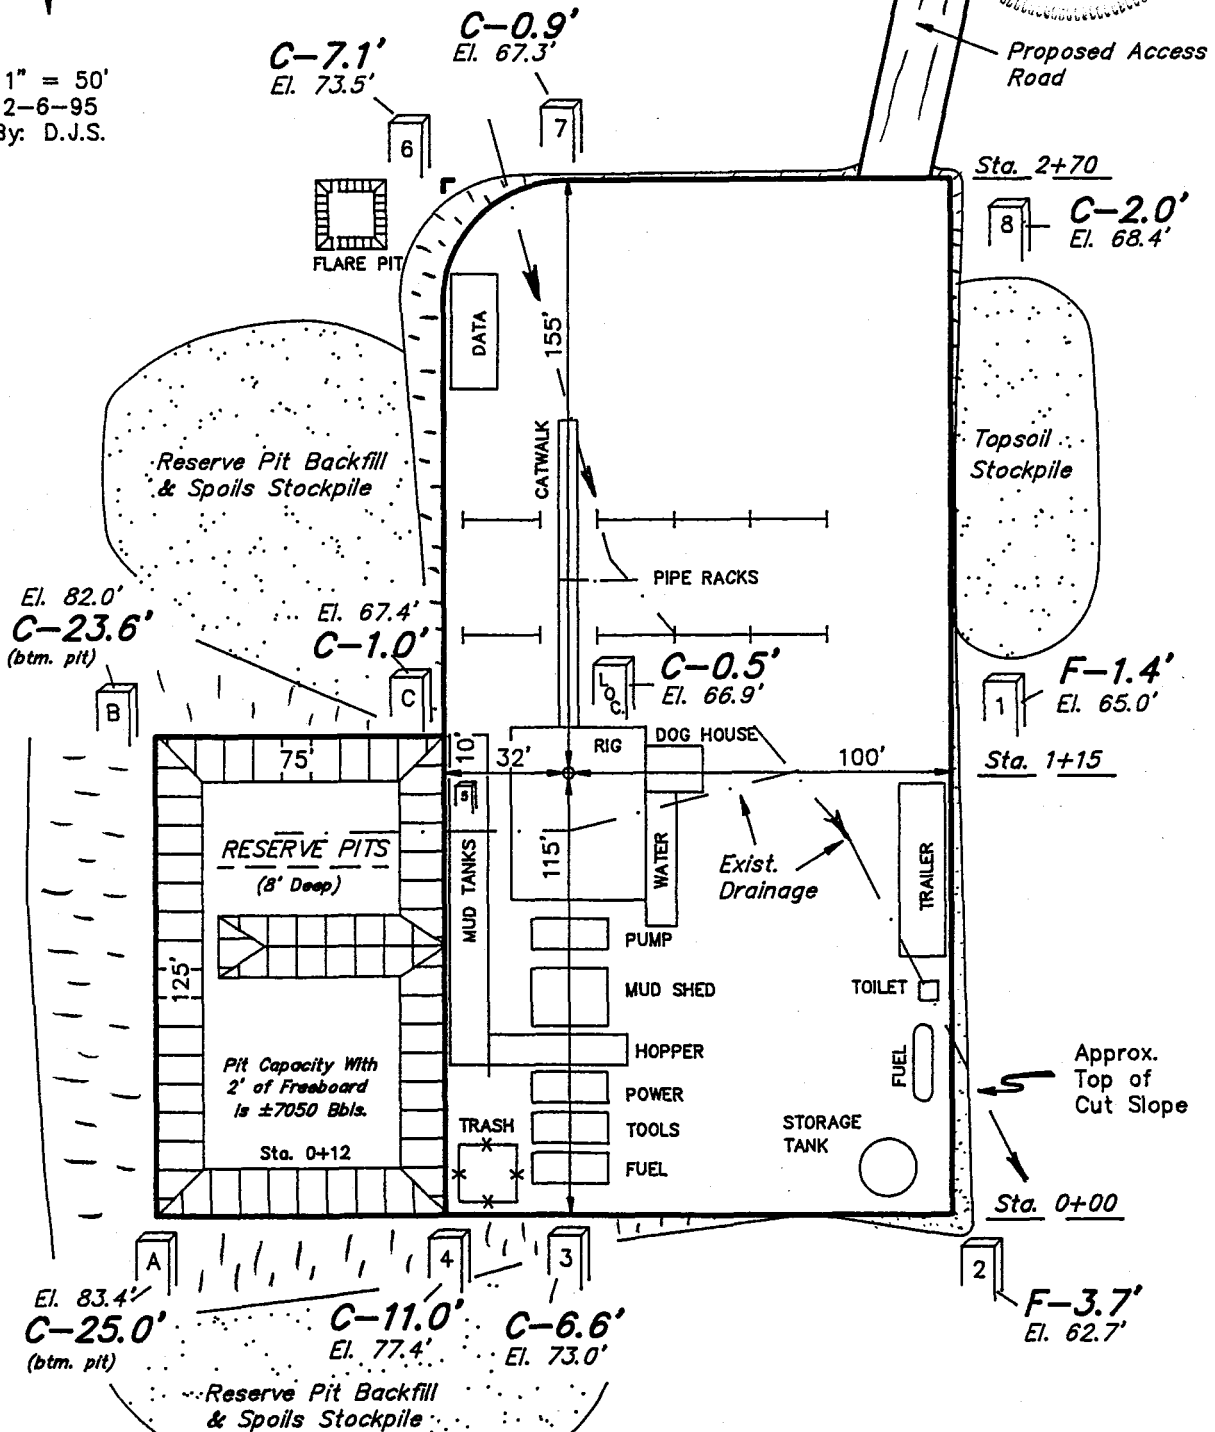 C-0.9'
El. 67.3'
C-7.1'
El. 73.5'
1" = 50'
2-6-95
By: D.J.S.
Proposed Access
Road
6
7
Sta. 2+70
8
C-2.0'
El. 68.4'
FLARE PIT
DATA
155'
CATWALK
Reserve Pit Backfill
& Spoils Stockpile
Topsoil
Stockpile
PIPE RACKS
El. 82.0'
C-23.6'
(btm. pit)
El. 67.4'
C-1.0'
LOC.
C-0.5'
El. 66.9'
F-1.4'
El. 65.0'
B
C
1
Sta. 1+15
75'
10'
32'
RIG
DOG HOUSE
100'
5
RESERVE PITS
(8' Deep)
MUD TANKS
115'
WATER
Exist.
Drainage
TRAILER
PUMP
125'
MUD SHED
TOILET
HOPPER
FUEL
Pit Capacity With
2' of Freeboard
is ±7050 Bbls.
POWER
Approx.
Top of
Cut Slope
TRASH
TOOLS
STORAGE
TANK
Sta. 0+12
FUEL
Sta. 0+00
A
4
3
2
El. 83.4'
C-25.0'
(btm. pit)
C-11.0'
El. 77.4'
C-6.6'
El. 73.0'
F-3.7'
El. 62.7'
Reserve Pit Backfill
& Spoils Stockpile